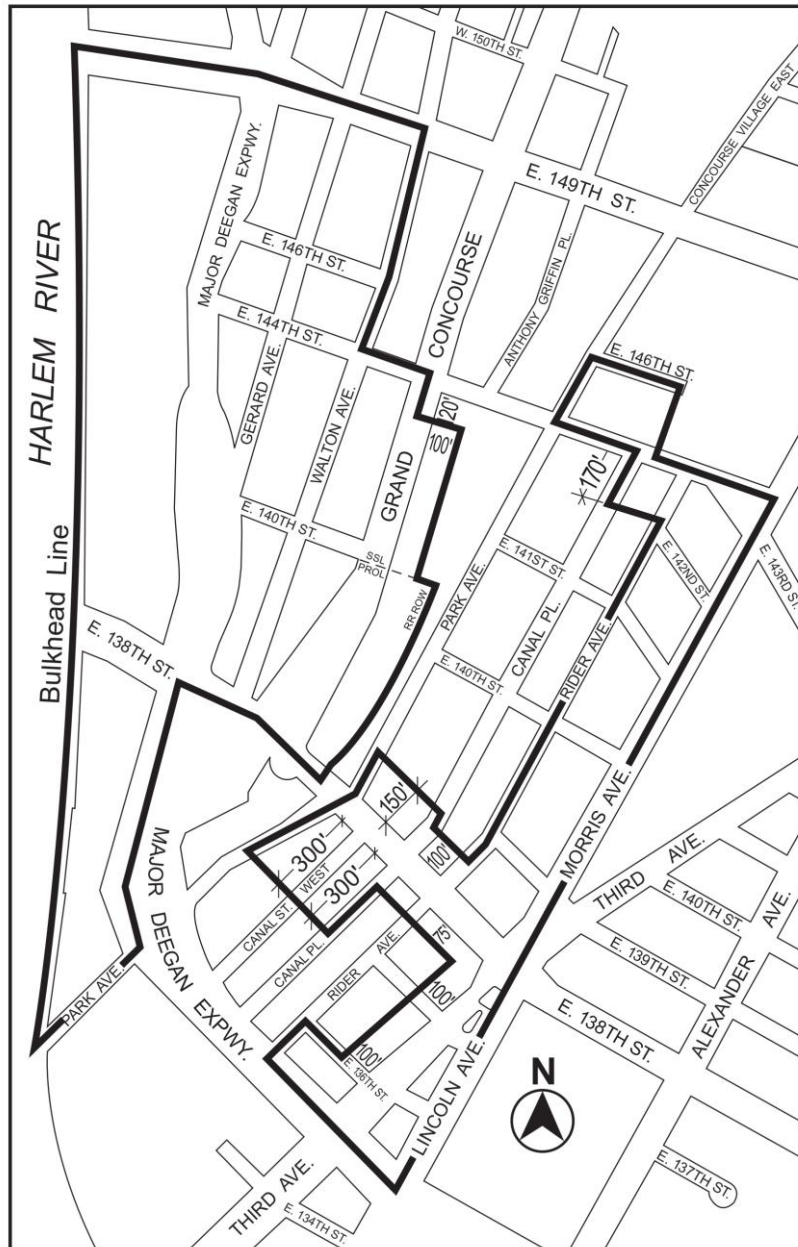 W. 150TH ST.
CONCOURSE VILLAGE EAST
MAJOR DEEGAN EXPWY.
E. 149TH ST.
HARLEM RIVER
E. 146TH ST.
CONCOURSE
ANTHONY GRIFFIN PL.
E. 144TH ST.
GERARD AVE.
E. 146TH ST.
WALTON AVE.
20'
100'
170'
GRAND
Bulkhead Line
E. 140TH ST.
SSL
PROL
RR ROW
PARK AVE.
E. 141ST ST.
E. 142ND ST.
E. 143RD ST.
CANAL PL.
RIDER AVE.
E. 138TH ST.
E. 140TH ST.
150'
MORRIS AVE.
MAJOR DEEGAN EXPWY.
300'
300'
100'
CANAL ST. WEST
CANAL PL.
RIDER AVE.
75'
100'
THIRD AVE.
E. 140TH ST.
E. 139TH ST.
ALEXANDER AVE.
E. 138TH ST.
PARK AVE.
100'
E. 136TH ST.
LINCOLN AVE.
N
THIRD AVE.
E. 134TH ST.
E. 137TH ST.